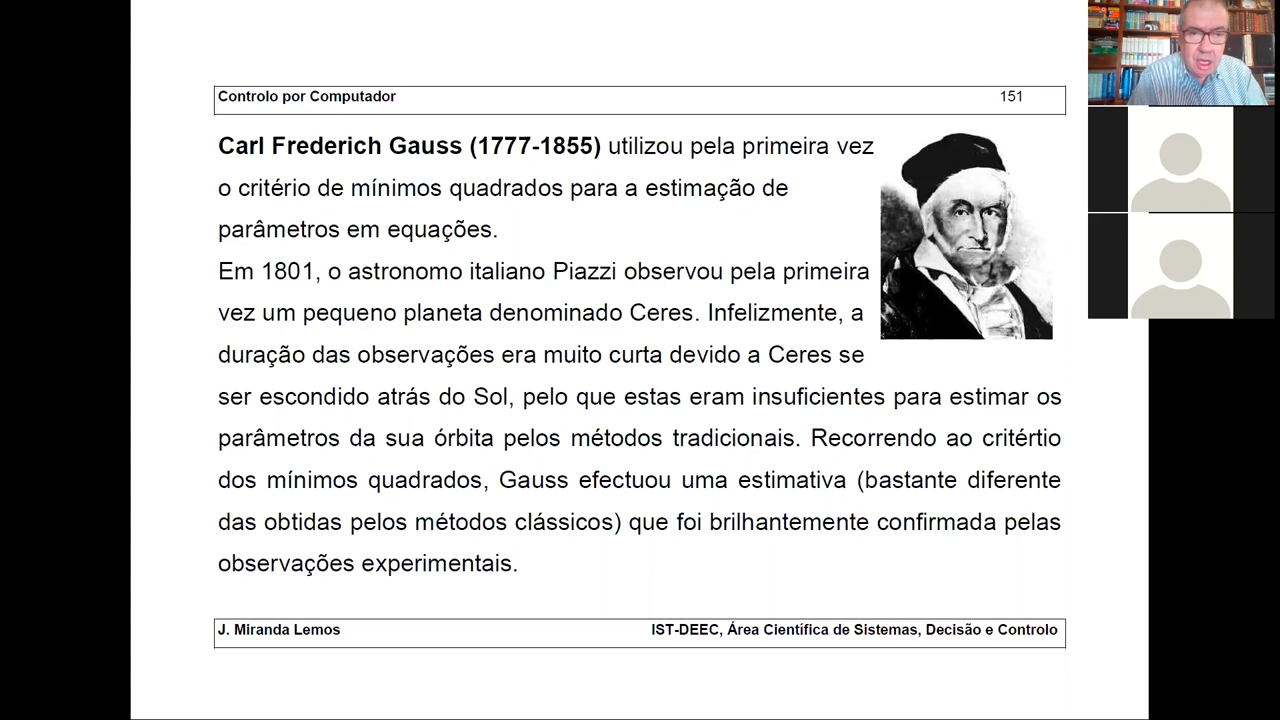 Controlo por Computador 151
Carl Frederich Gauss (1777-1855) utilizou pela primeira vez
o critério de mínimos quadrados para a estimação de
parâmetros em equações.
Em 1801, o astronomo italiano Piazzi observou pela primeira
vez um pequeno planeta denominado Ceres. Infelizmente, a
duração das observações era muito curta devido a Ceres se
ser escondido atrás do Sol, pelo que estas eram insuficientes para estimar os
parâmetros da sua órbita pelos métodos tradicionais. Recorrendo ao critértio
dos mínimos quadrados, Gauss efectuou uma estimativa (bastante diferente
das obtidas pelos métodos clássicos) que foi brilhantemente confirmada pelas
observações experimentais.
J. Miranda Lemos IST-DEEC, Área Científica de Sistemas, Decisão e Controlo